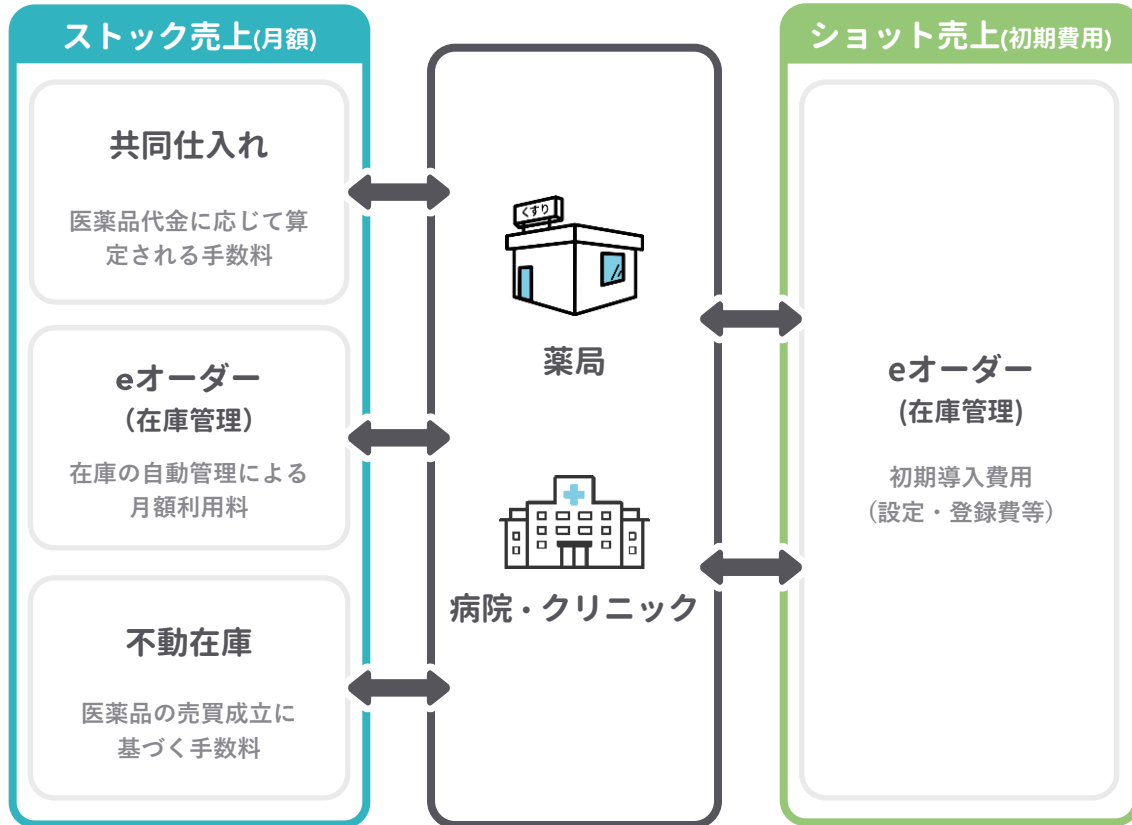 ストック売上(月額)
共同仕入れ
医薬品代金に応じて算
定される手数料
eオーダー
（在庫管理）
在庫の自動管理による
月額利用料
不動在庫
医薬品の売買成立に
基づく手数料
くすり
薬局
病院・クリニック
ショット売上(初期費用)
eオーダー
(在庫管理)
初期導入費用
（設定・登録費等）